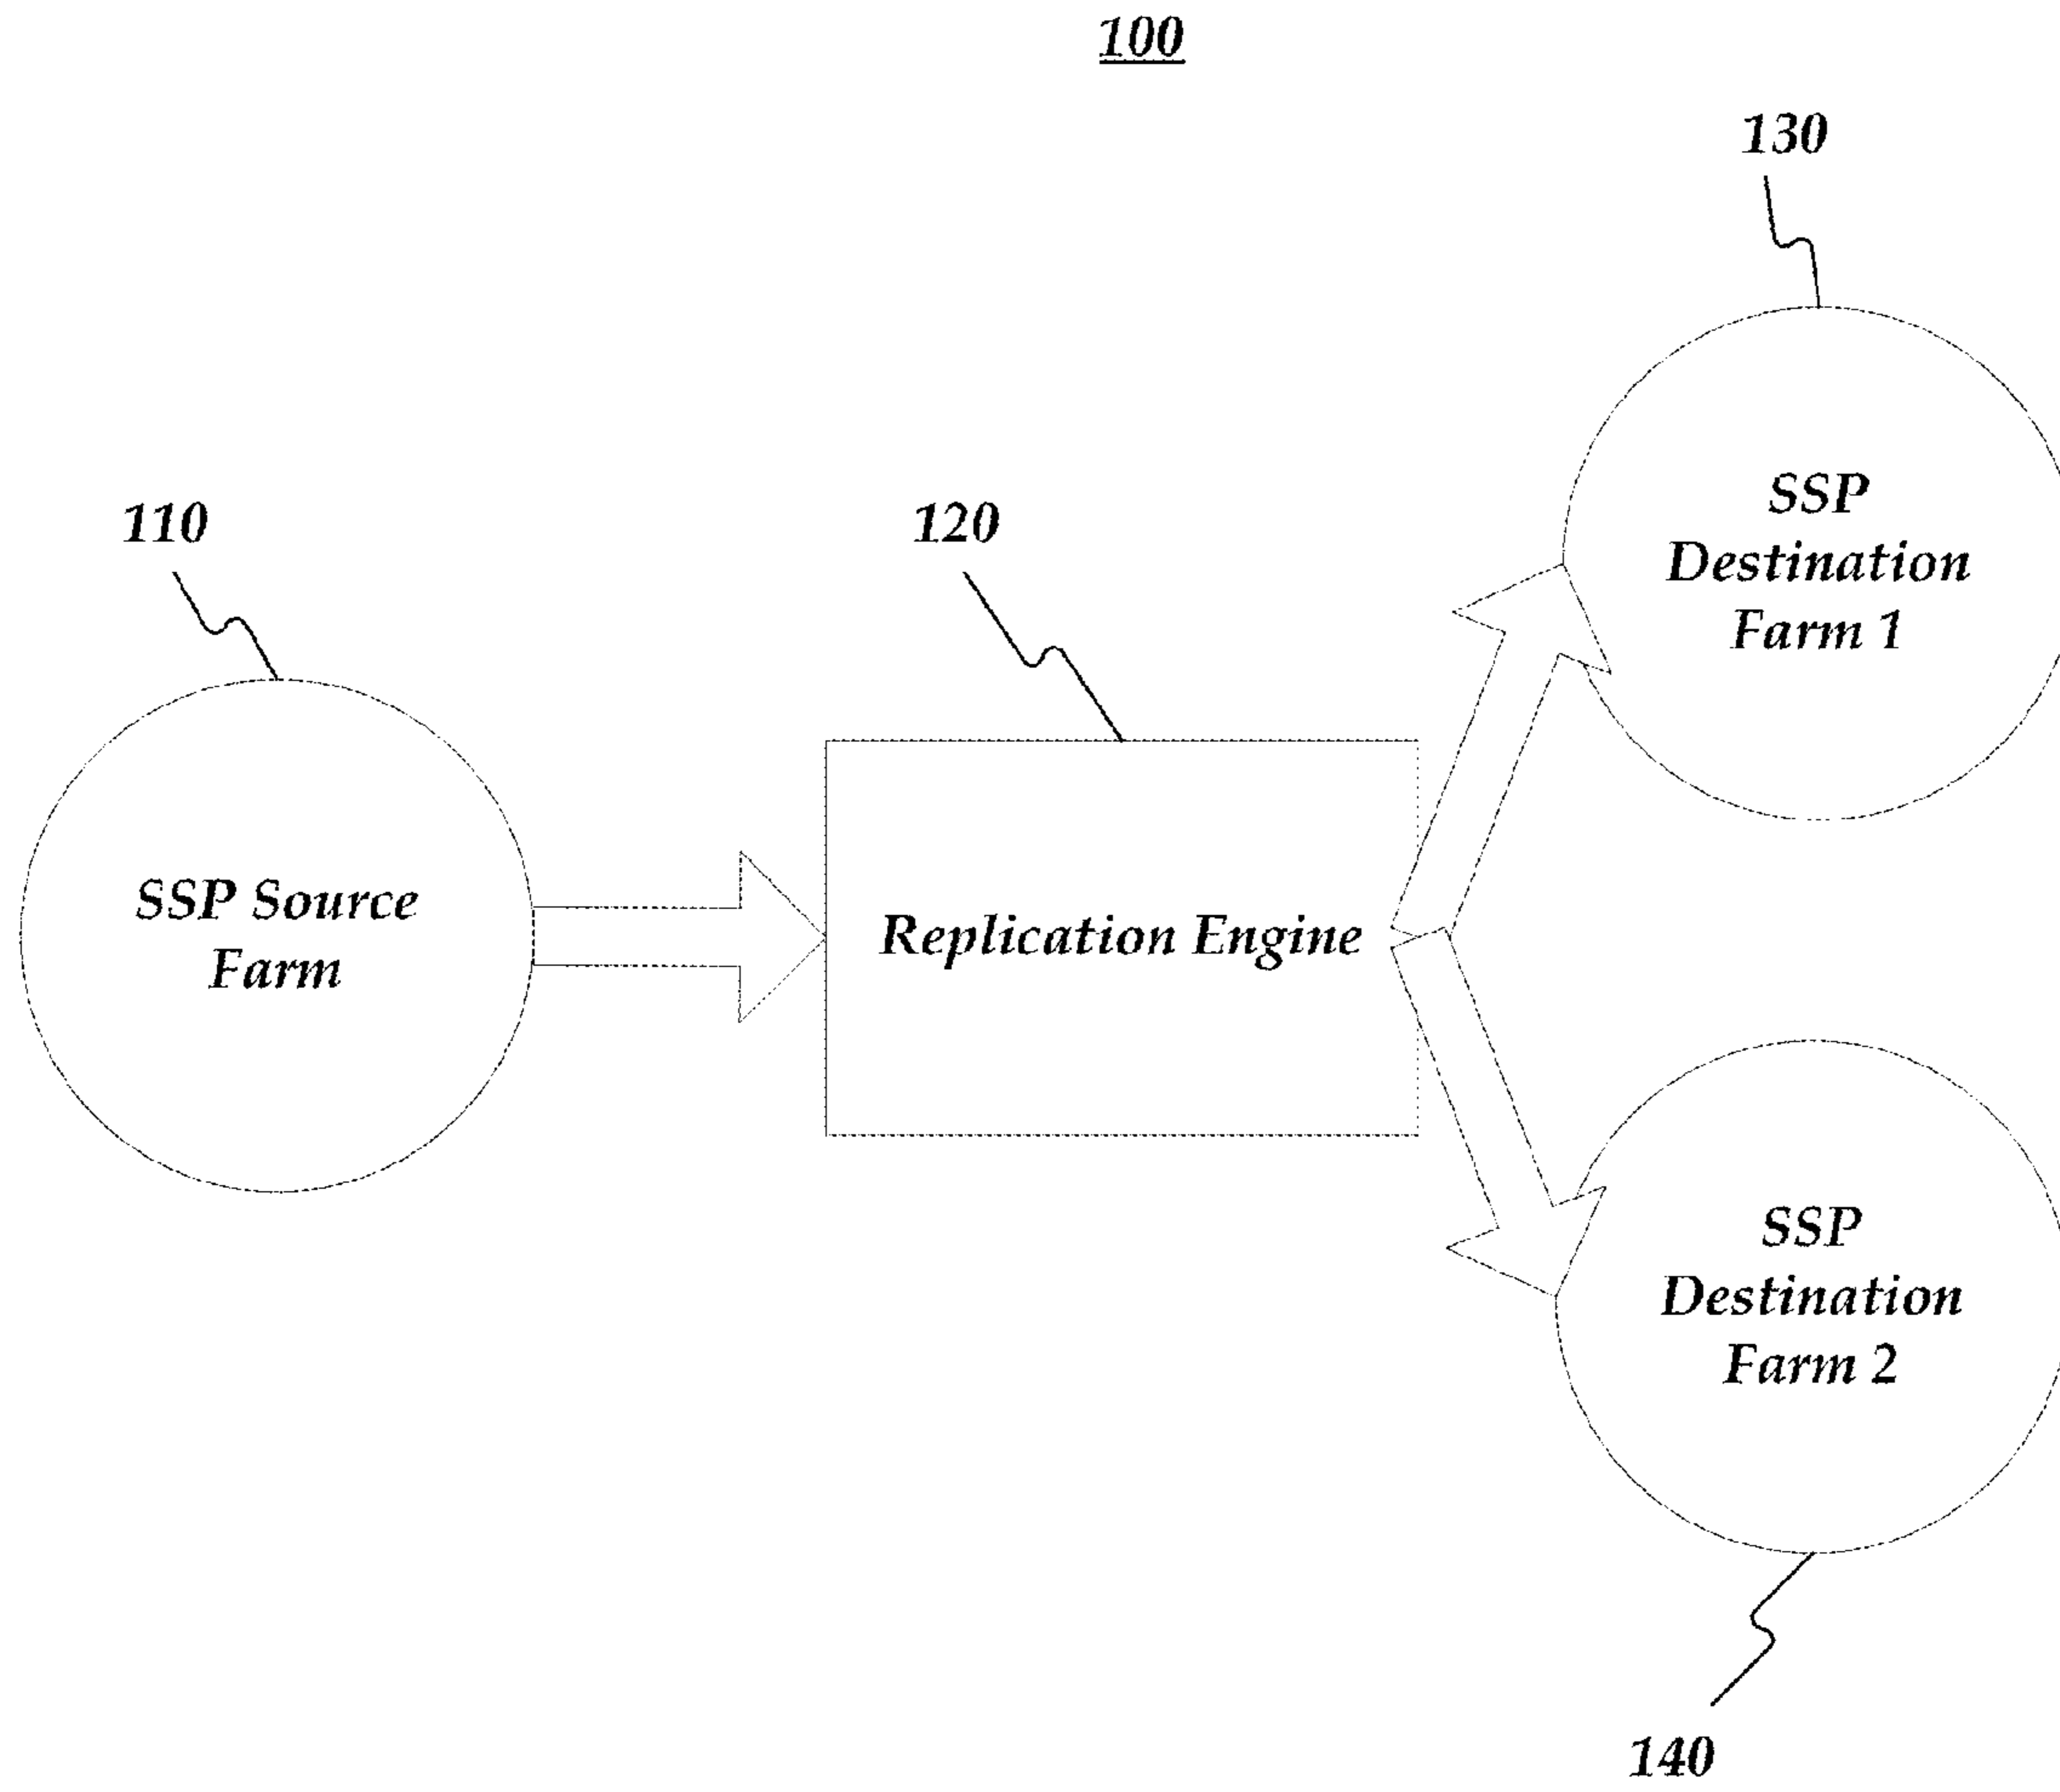 100
130
110
120
SSP
Destination
Farm 1
SSP Source
Farm
Replication Engine
SSP
Destination
Farm 2
140